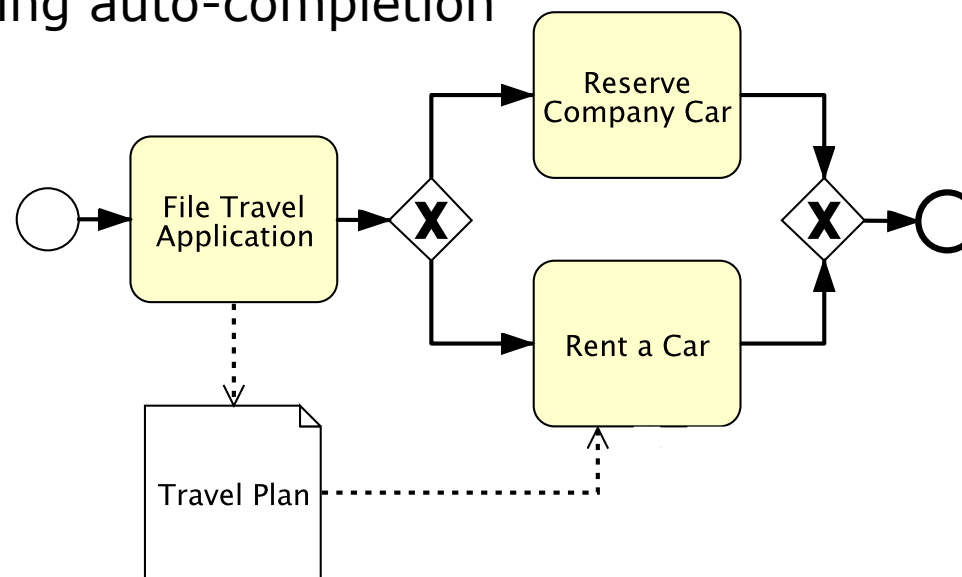 ing auto-completion
Reserve
Company Car
File Travel
Application
X
X
Rent a Car
Travel Plan